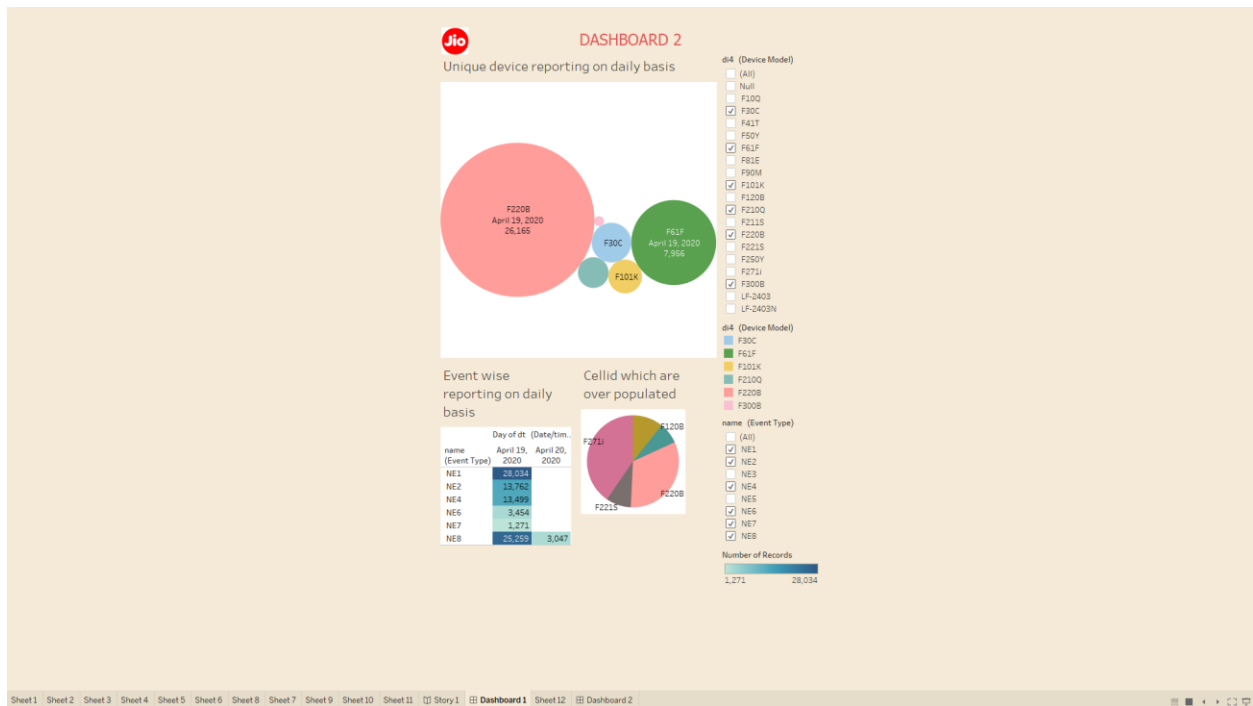 Jio
DASHBOARD 2
Unique device reporting on daily basis
F220B
April 19, 2020
26,165
F30C
F61F
April 19, 2020
7,956
F101K
di4 (Device Model)
(All)
Null
F10Q
F30C
F41T
F50Y
F61F
F81E
F90M
F101K
F120B
F210Q
F211S
F220B
F221S
F250Y
F271i
F300B
LF-2403
LF-2403N
di4 (Device Model)
F30C
F61F
F101K
F210Q
F220B
F300B
name (Event Type)
(All)
NE1
NE2
NE3
NE4
NE5
NE6
NE7
NE8
Number of Records
1,271 28,034
Event wise
reporting on daily
basis
Day of dt (Date/tim..
name April 19, April 20,
(Event Type) 2020 2020
NE1 28,034
NE2 13,762
NE4 13,499
NE6 3,454
NE7 1,271
NE8 25,259 3,047
Cellid which are
over populated
F120B
F271i
F220B
F221S
Sheet 1 Sheet 2 Sheet 3 Sheet 4 Sheet 5 Sheet 6 Sheet 8 Sheet 7 Sheet 9 Sheet 10 Sheet 11 Story 1 Dashboard 1 Sheet 12 Dashboard 2